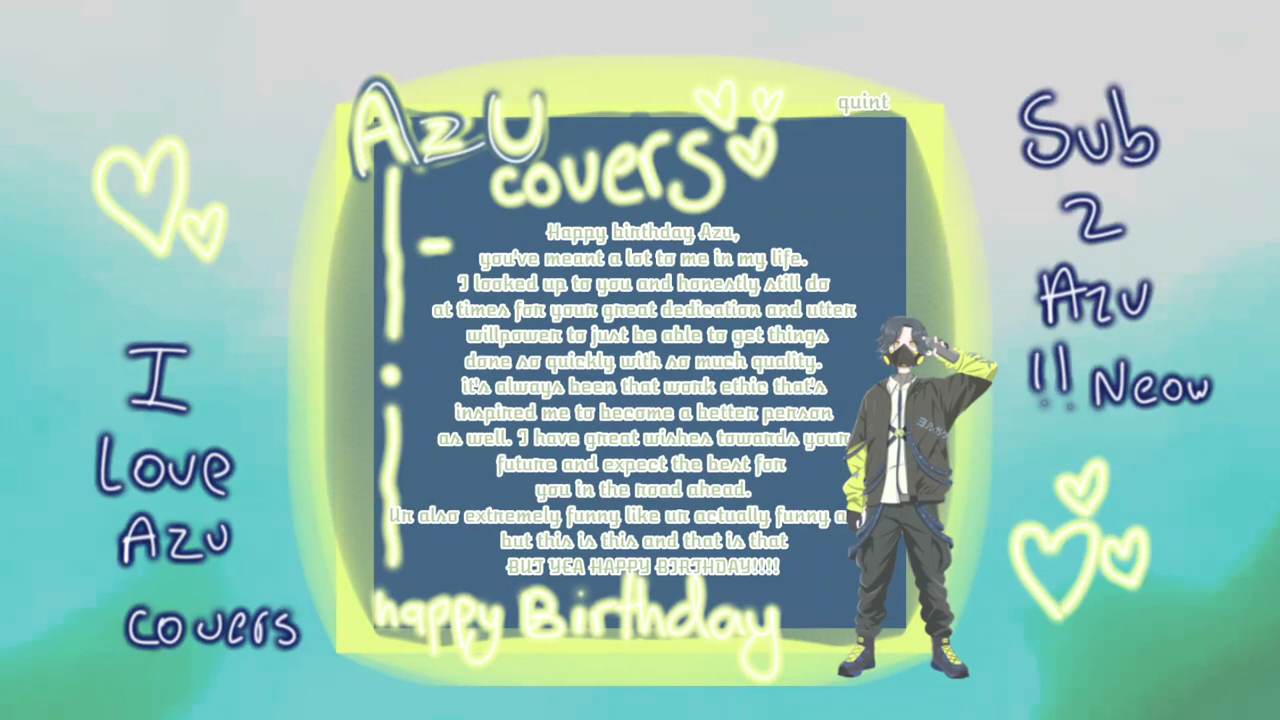 Azu
covers
quint
Happy birthday Azu,
you've meant a lot to me in my life.
I looked up to you and honestly still do
at times for your great dedication and utter
willpower to just be able to get things
done so quickly with so much quality.
it's always been that work ethic that's
inspired me to become a better person
as well. I have great wishes towards your
future and expect the best for
you in the road ahead.
Ur also extremely funny like ur actually funny
but this is this and that is that
BUT YEA HAPPY BIRTHDAY!!!!
happy Birthday
I
Love
Azu
covers
Sub
2
Azu
!! Neow